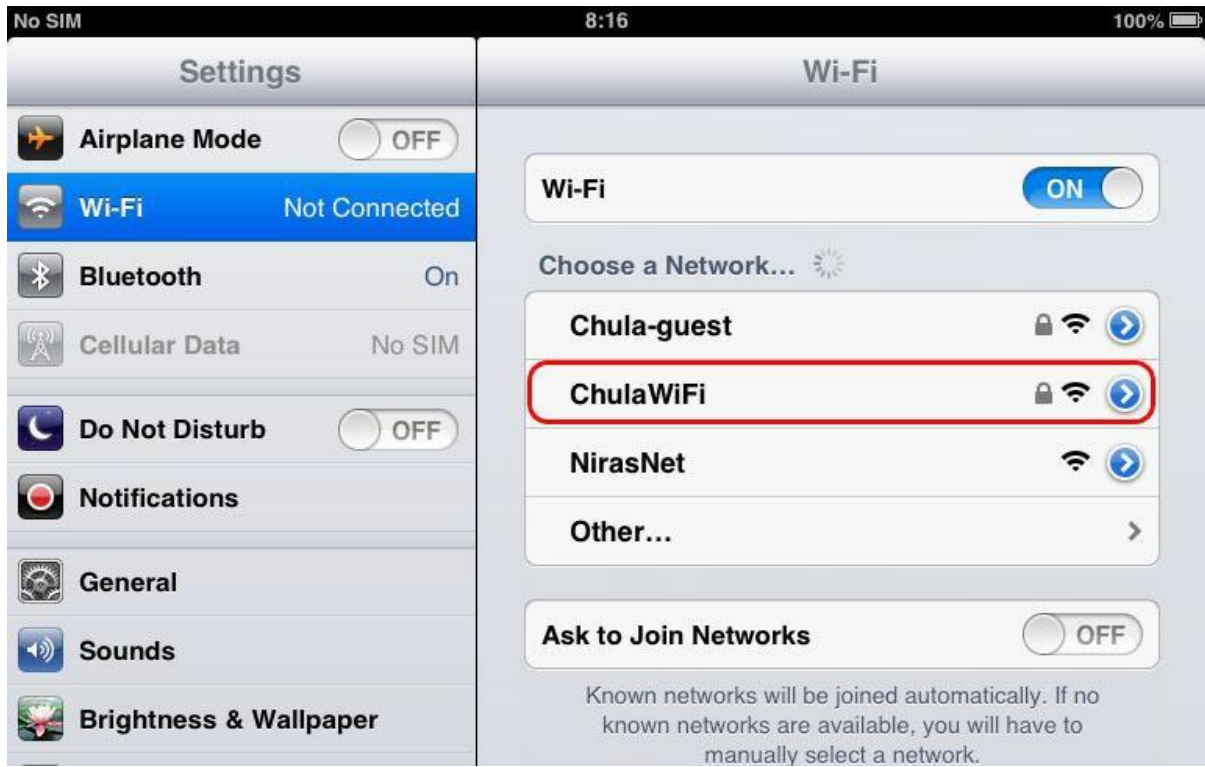 No SIM 8:16 100%
Settings
Airplane Mode OFF
Wi-Fi Not Connected
Bluetooth On
Cellular Data No SIM
Do Not Disturb OFF
Notifications
General
Sounds
Brightness & Wallpaper
Wi-Fi
Wi-Fi ON
Choose a Network...
Chula-guest
ChulaWiFi
NirasNet
Other...
Ask to Join Networks OFF
Known networks will be joined automatically. If no
known networks are available, you will have to
manually select a network.